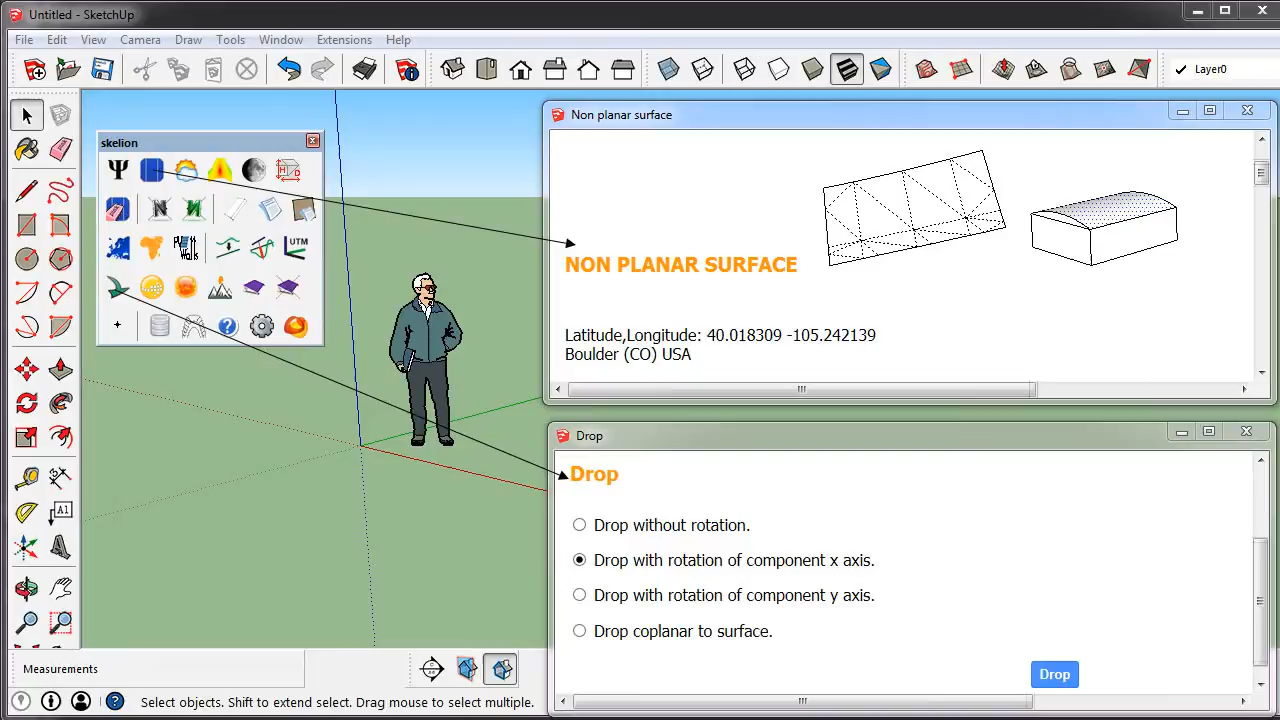 Untitled - SketchUp
File Edit View Camera Draw Tools Window Extensions Help
Layer0
skelion
UTM
A1
Non planar surface
NON PLANAR SURFACE
Latitude,Longitude: 40.018309 -105.242139
Boulder (CO) USA
Drop
Drop
Drop without rotation.
Drop with rotation of component x axis.
Drop with rotation of component y axis.
Drop coplanar to surface.
Drop
Measurements
Select objects. Shift to extend select. Drag mouse to select multiple.